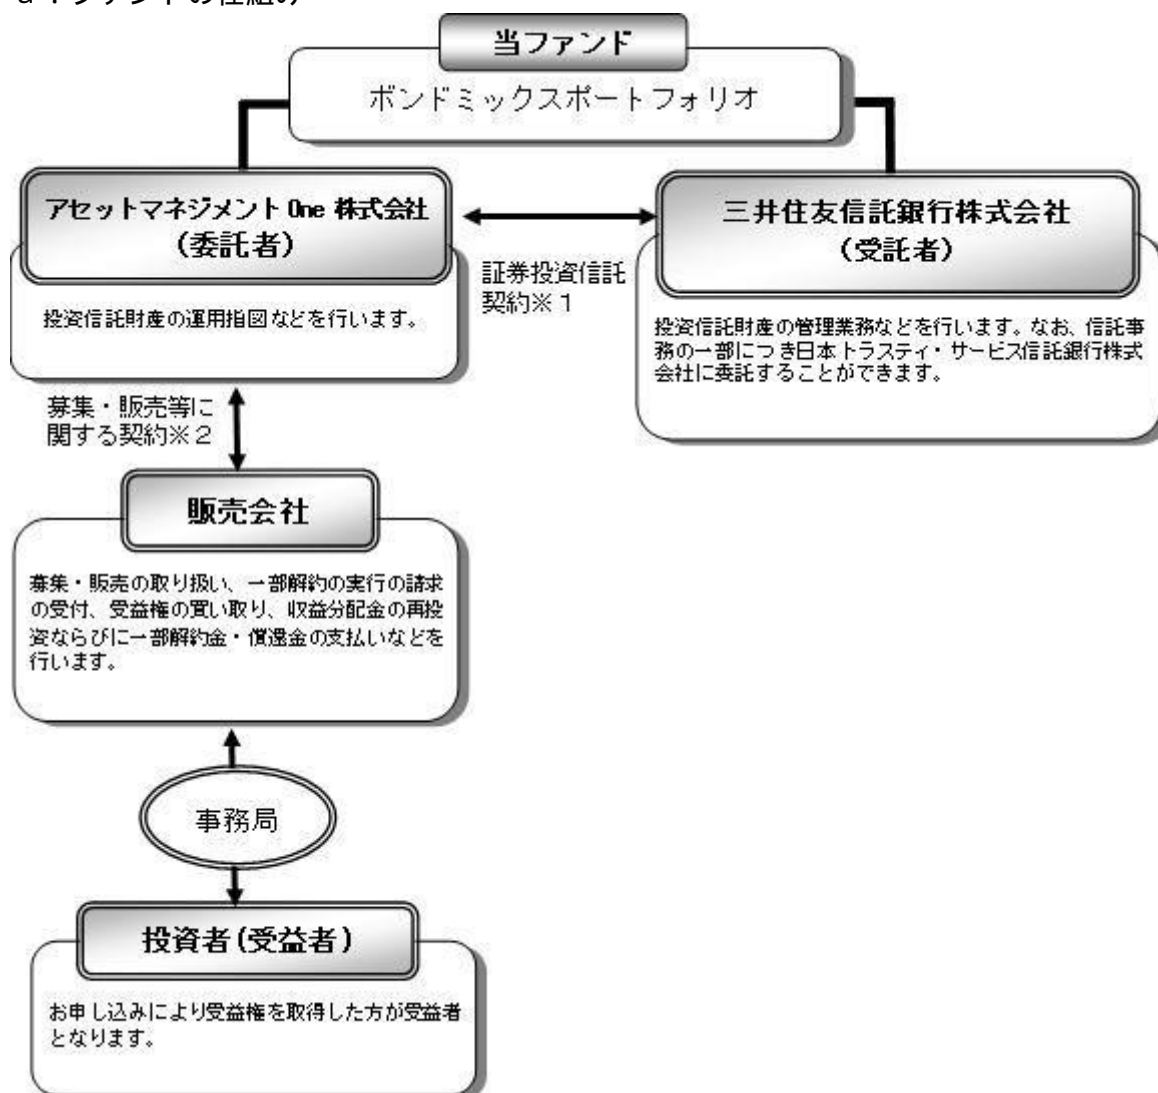 当ファンド
ボンドミックスポートフォリオ
アセットマネジメント One 株式会社
(委託者)
投資信託財産の運用指図などを行います。
証券投資信託
契約※1
三井住友信託銀行株式会社
(受託者)
投資信託財産の管理業務などを行います。なお、信託事
務の一部につき日本トラスティ・サービス信託銀行株式
会社に委託することができます。
募集・販売等に
関する契約※2
販売会社
募集・販売の取り扱い、一部解約の実行の請求
の受付、受益権の買い取り、収益分配金の再投
資ならびに一部解約金・償還金の支払いなどを
行います。
事務局
投資者(受益者)
お申し込みにより受益権を取得した方が受益者
となります。